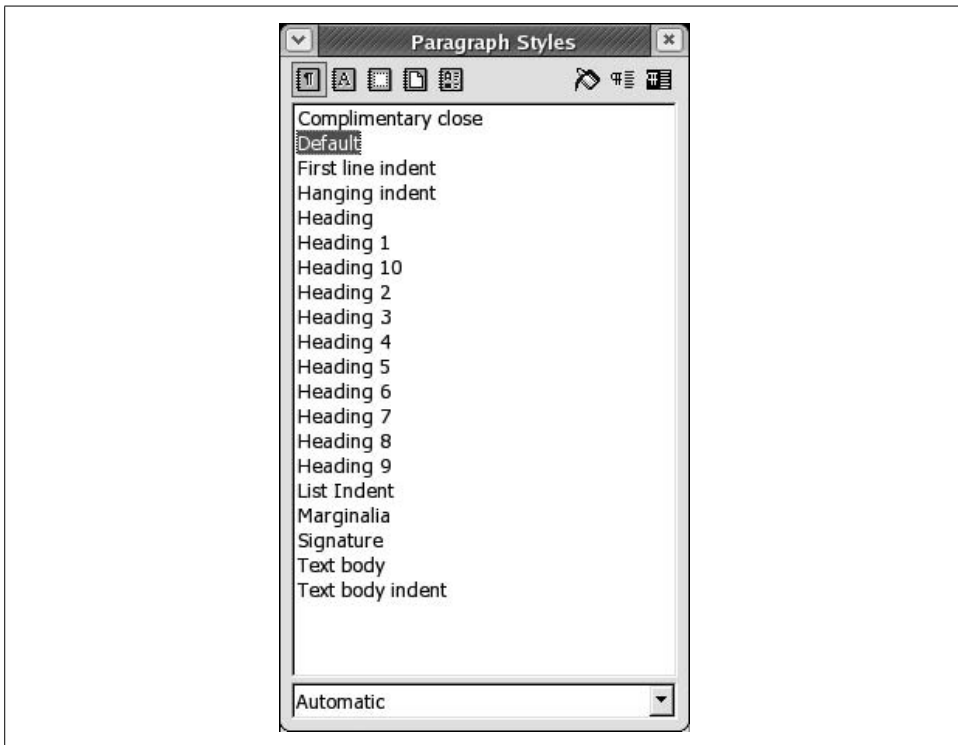 Paragraph Styles
Complimentary close
Default
First line indent
Hanging indent
Heading
Heading 1
Heading 10
Heading 2
Heading 3
Heading 4
Heading 5
Heading 6
Heading 7
Heading 8
Heading 9
List Indent
Marginalia
Signature
Text body
Text body indent
Automatic